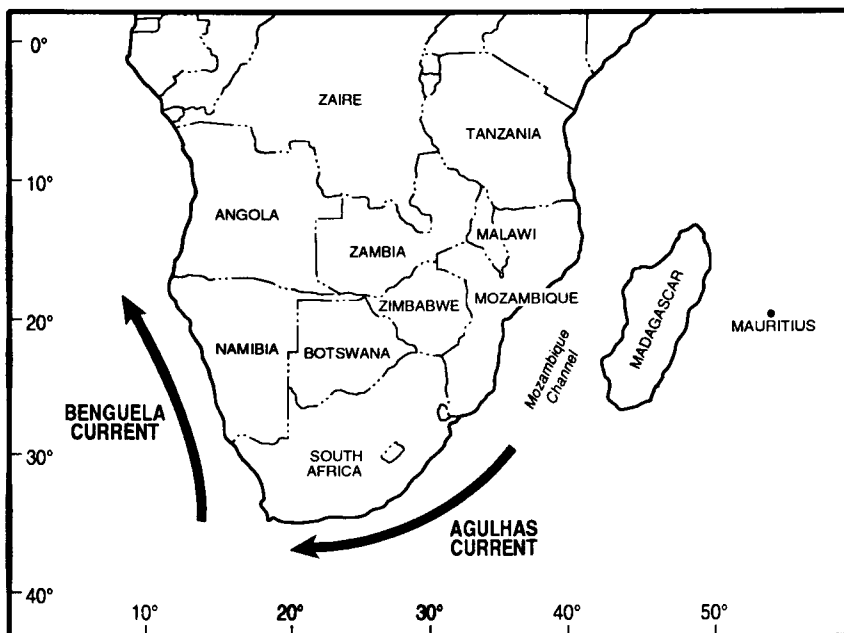 0°
ZAIRE
TANZANIA
10°
ANGOLA
MALAWI
ZAMBIA
ZIMBABWE
MOZAMBIQUE
MADAGASCAR
20°
MAURITIUS
NAMIBIA
BOTSWANA
Mozambique
Channel
BENGUELA
CURRENT
30°
SOUTH
AFRICA
AGULHAS
CURRENT
40°
10°
20°
30°
40°
50°